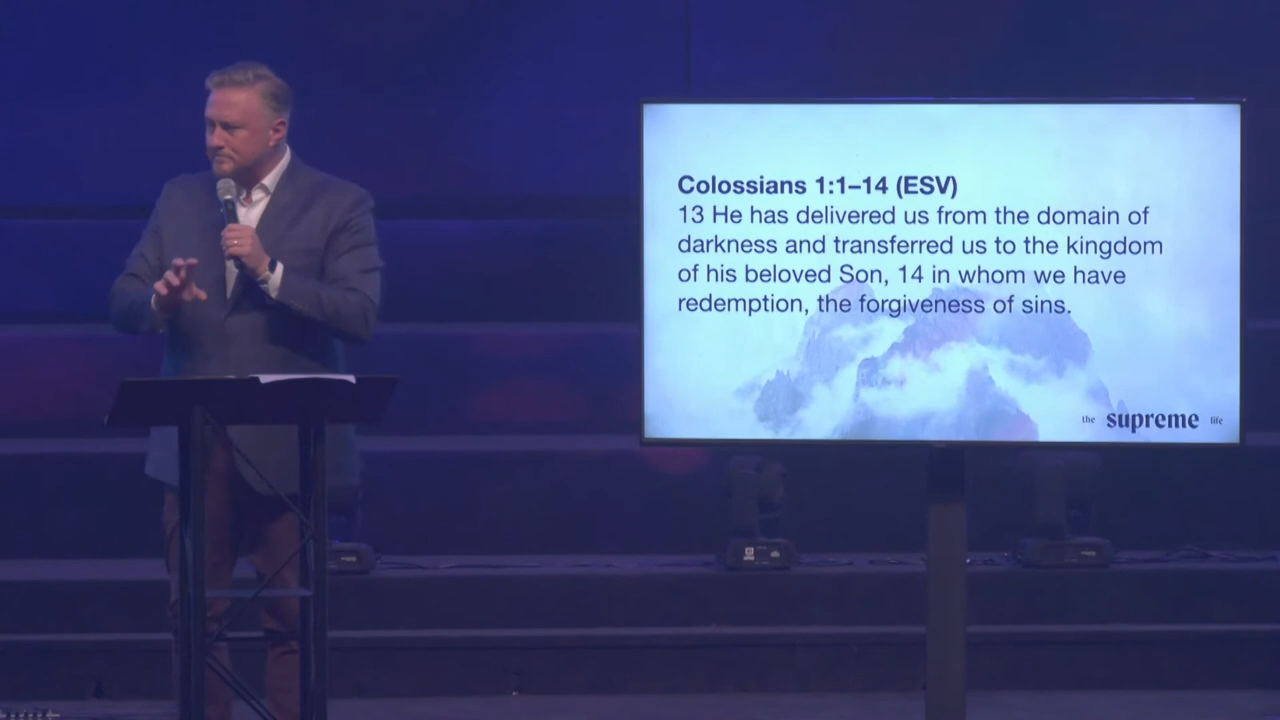 Colossians 1:1–14 (ESV)
13 He has delivered us from the domain of
darkness and transferred us to the kingdom
of his beloved Son, 14 in whom we have
redemption, the forgiveness of sins.
the supreme life